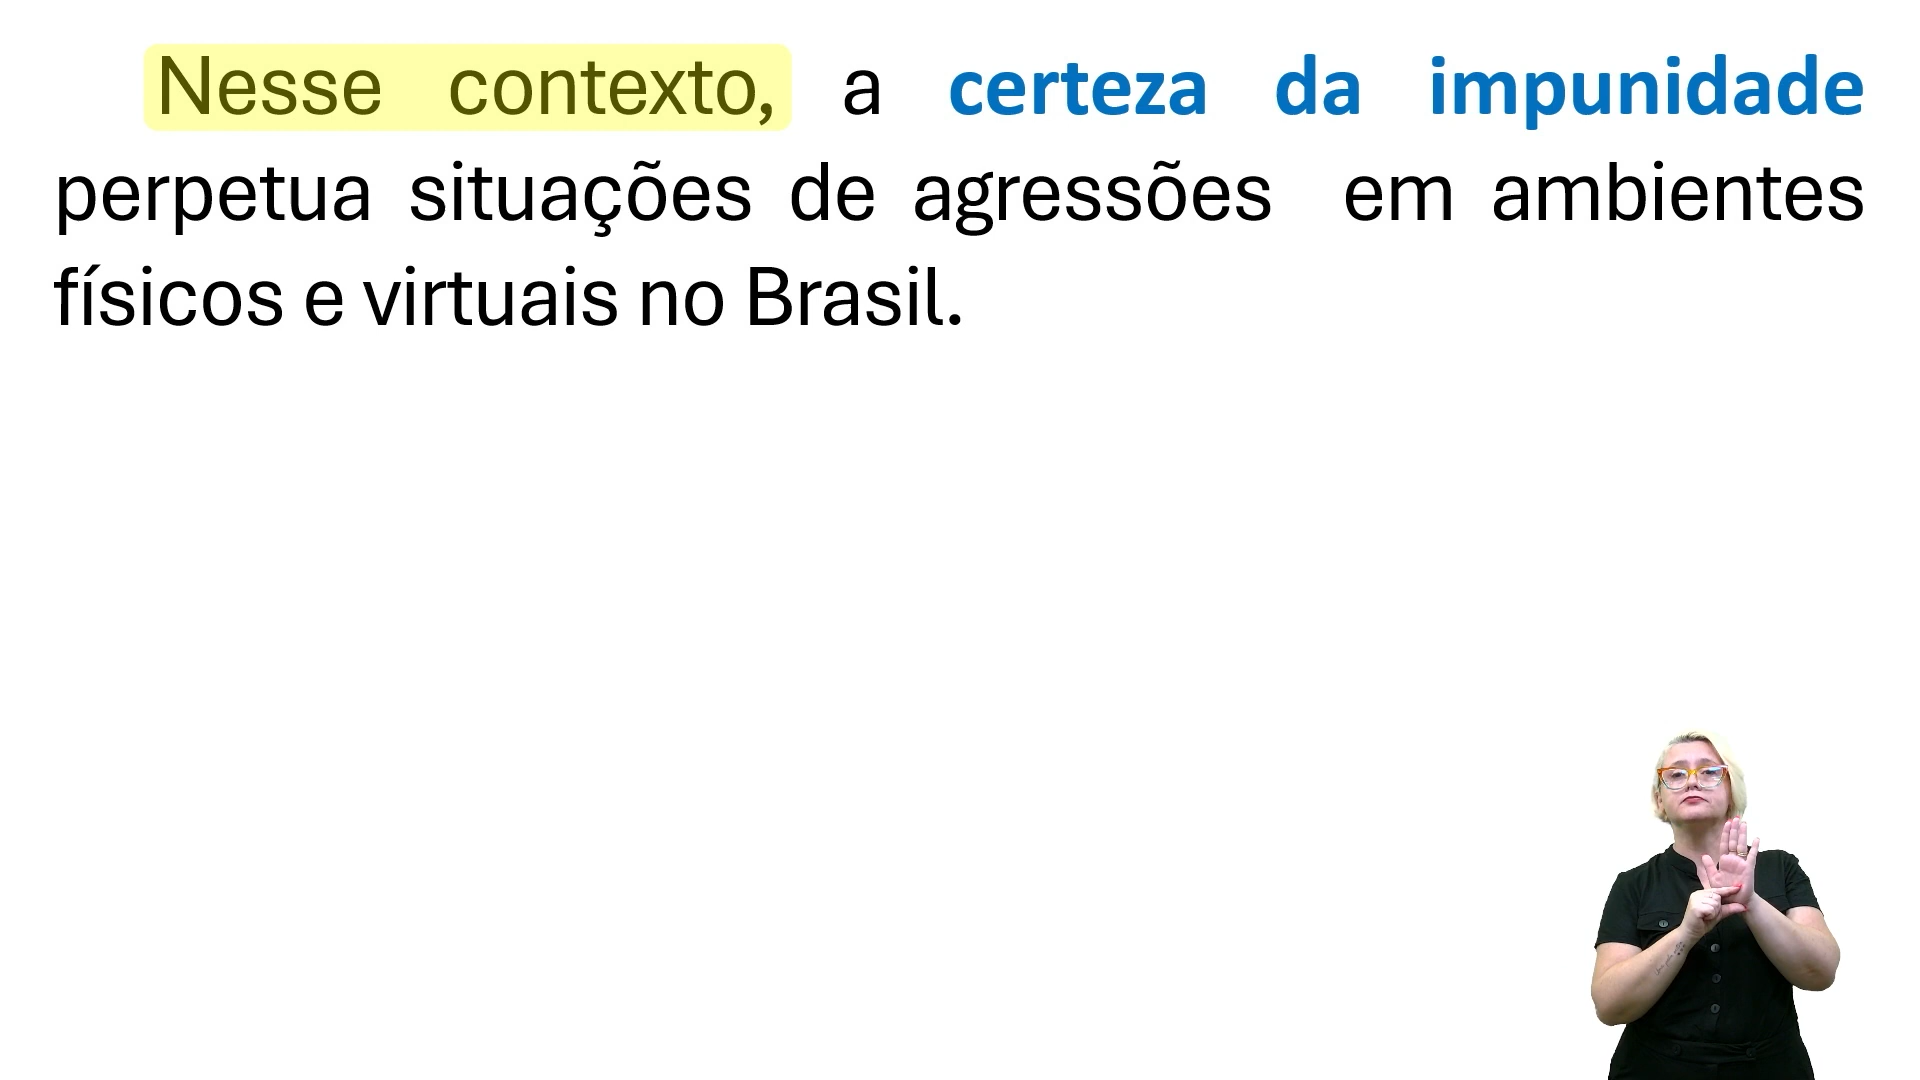 Nesse contexto, a certeza da impunidade
perpetua situações de agressões em ambientes
físicos e virtuais no Brasil.